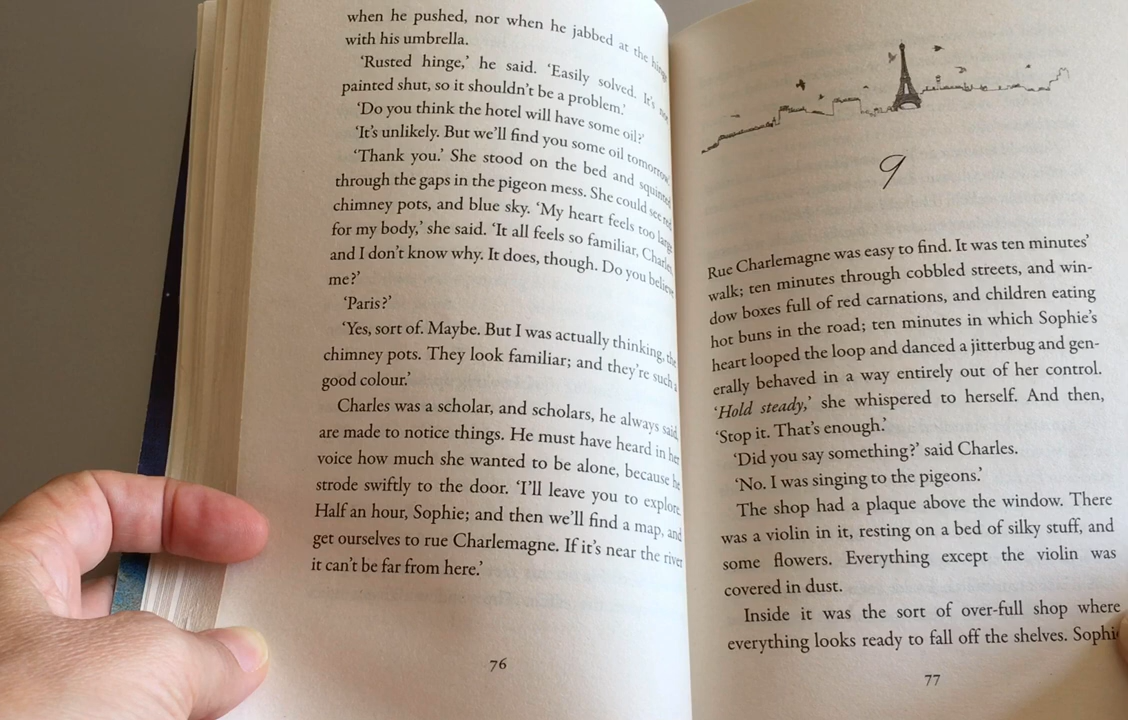 when he pushed, nor when he jabbed at the hinge
with his umbrella.
‘Rusted hinge,’ he said. ‘Easily solved. It’s not
painted shut, so it shouldn’t be a problem.’
‘Do you think the hotel will have some oil?’
‘It’s unlikely. But we’ll find you some oil tomorrow.’
‘Thank you.’ She stood on the bed and squinted
through the gaps in the pigeon mess. She could see red
chimney pots, and blue sky. ‘My heart feels too large
for my body,’ she said. ‘It all feels so familiar, Charles,
and I don’t know why. It does, though. Do you believe
me?’
‘Paris?’
‘Yes, sort of. Maybe. But I was actually thinking, the
chimney pots. They look familiar; and they’re such a
good colour.’
Charles was a scholar, and scholars, he always said,
are made to notice things. He must have heard in her
voice how much she wanted to be alone, because he
strode swiftly to the door. ‘I’ll leave you to explore.
Half an hour, Sophie; and then we’ll find a map, and
get ourselves to rue Charlemagne. If it’s near the river
it can’t be far from here.’
76
9
Rue Charlemagne was easy to find. It was ten minutes’
walk; ten minutes through cobbled streets, and win-
dow boxes full of red carnations, and children eating
hot buns in the road; ten minutes in which Sophie’s
heart looped the loop and danced a jitterbug and gen-
erally behaved in a way entirely out of her control.
‘Hold steady,’ she whispered to herself. And then,
‘Stop it. That’s enough.’
‘Did you say something?’ said Charles.
‘No. I was singing to the pigeons.’
The shop had a plaque above the window. There
was a violin in it, resting on a bed of silky stuff, and
some flowers. Everything except the violin was
covered in dust.
Inside it was the sort of over-full shop where
everything looks ready to fall off the shelves. Sophi
77